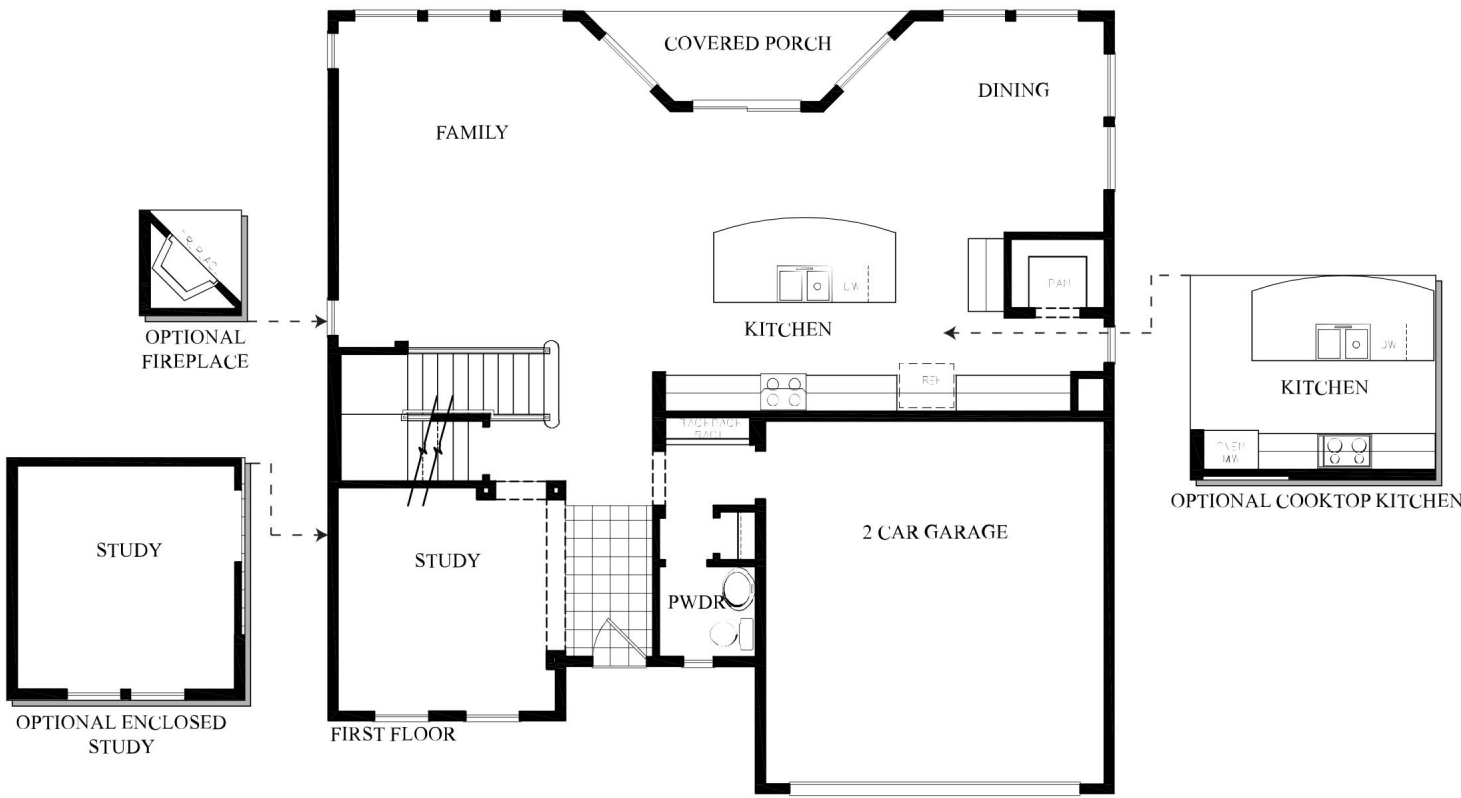 COVERED PORCH
DINING
FAMILY
OPTIONAL
FIREPLACE
DW
PAN
KITCHEN
REF
DW
KITCHEN
OVEN
MW
OPTIONAL COOKTOP KITCHEN
BACKPACK
RACK
STUDY
STUDY
2 CAR GARAGE
PWDR
OPTIONAL ENCLOSED
STUDY
FIRST FLOOR